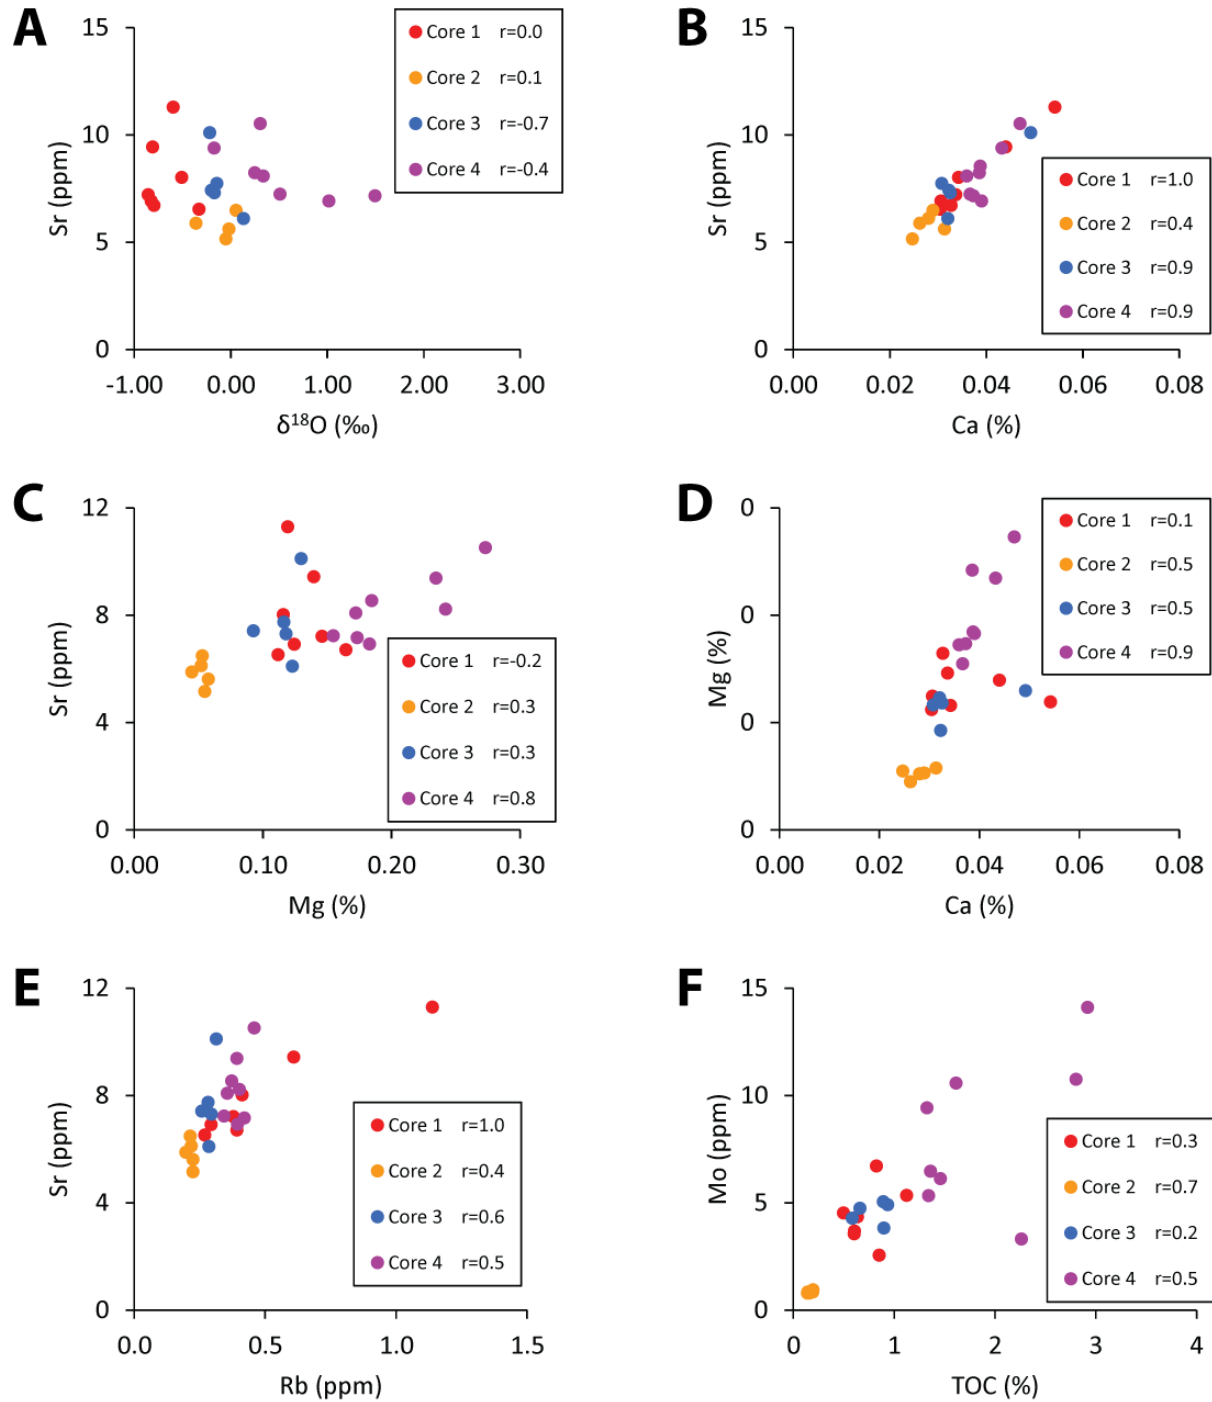 A
15
10
5
0
Sr (ppm)
-1.00 0.00 1.00 2.00 3.00
δ¹⁸O (‰)
Core 1 r=0.0
Core 2 r=0.1
Core 3 r=-0.7
Core 4 r=-0.4
B
15
10
5
0
Sr (ppm)
0.00 0.02 0.04 0.06 0.08
Ca (%)
Core 1 r=1.0
Core 2 r=0.4
Core 3 r=0.9
Core 4 r=0.9
C
12
8
4
0
Sr (ppm)
0.00 0.10 0.20 0.30
Mg (%)
Core 1 r=-0.2
Core 2 r=0.3
Core 3 r=0.3
Core 4 r=0.8
D
0
0
0
0
Mg (%)
0.00 0.02 0.04 0.06 0.08
Ca (%)
Core 1 r=0.1
Core 2 r=0.5
Core 3 r=0.5
Core 4 r=0.9
E
12
8
4
0
Sr (ppm)
0.0 0.5 1.0 1.5
Rb (ppm)
Core 1 r=1.0
Core 2 r=0.4
Core 3 r=0.6
Core 4 r=0.5
F
15
10
5
0
Mo (ppm)
0 1 2 3 4
TOC (%)
Core 1 r=0.3
Core 2 r=0.7
Core 3 r=0.2
Core 4 r=0.5